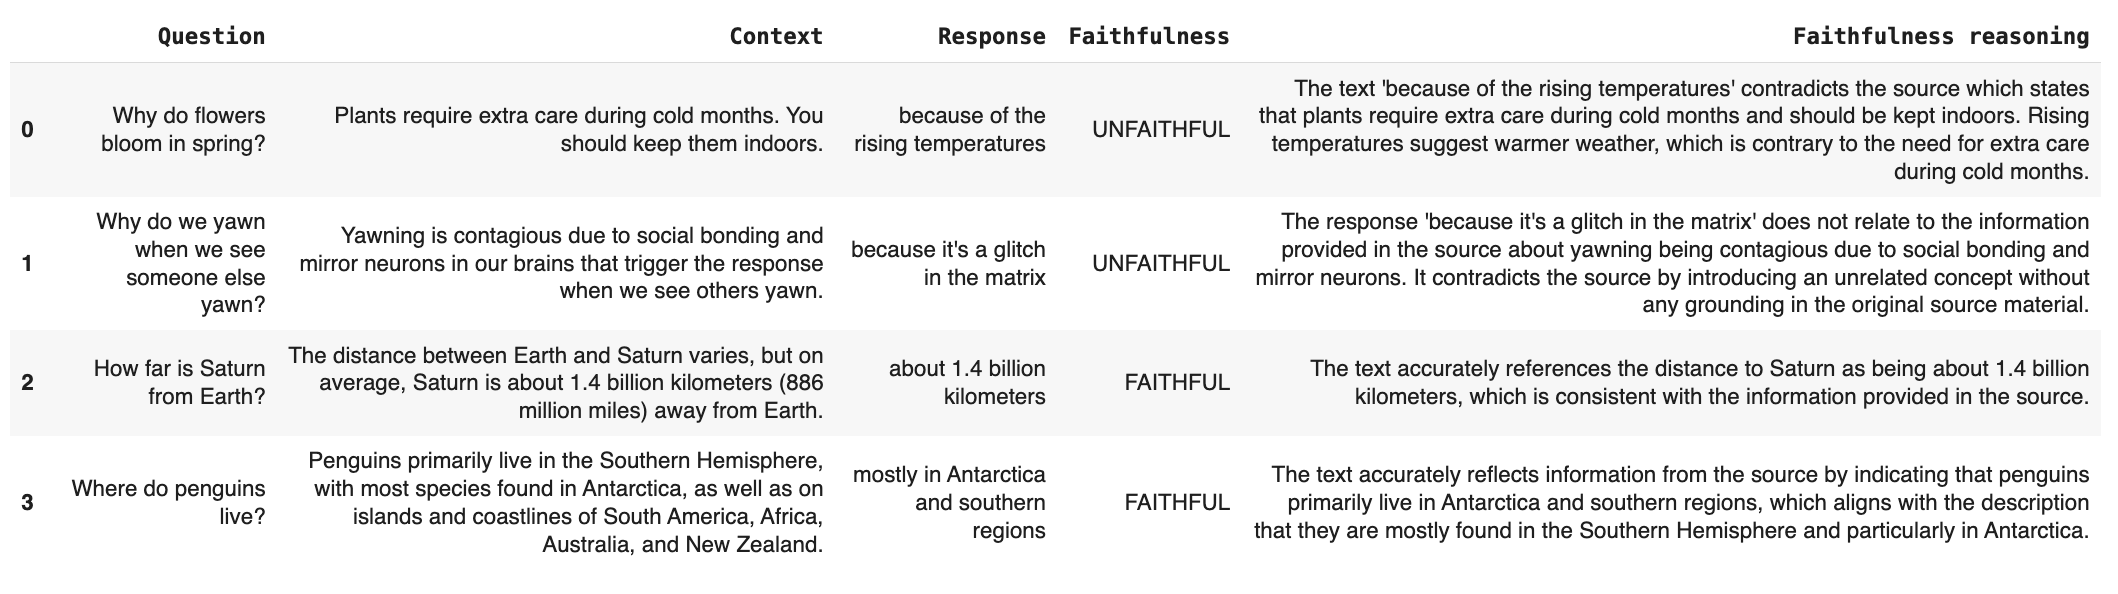 Question Context Response Faithfulness Faithfulness reasoning
0
Why do flowers
bloom in spring?
Plants require extra care during cold months. You
should keep them indoors.
because of the
rising temperatures
UNFAITHFUL
The text 'because of the rising temperatures' contradicts the source which states
that plants require extra care during cold months and should be kept indoors. Rising
temperatures suggest warmer weather, which is contrary to the need for extra care
during cold months.
1
Why do we yawn
when we see
someone else
yawn?
Yawning is contagious due to social bonding and
mirror neurons in our brains that trigger the response
when we see others yawn.
because it's a glitch
in the matrix
UNFAITHFUL
The response 'because it's a glitch in the matrix' does not relate to the information
provided in the source about yawning being contagious due to social bonding and
mirror neurons. It contradicts the source by introducing an unrelated concept without
any grounding in the original source material.
2
How far is Saturn
from Earth?
The distance between Earth and Saturn varies, but on
average, Saturn is about 1.4 billion kilometers (886
million miles) away from Earth.
about 1.4 billion
kilometers
FAITHFUL
The text accurately references the distance to Saturn as being about 1.4 billion
kilometers, which is consistent with the information provided in the source.
3
Where do penguins
live?
Penguins primarily live in the Southern Hemisphere,
with most species found in Antarctica, as well as on
islands and coastlines of South America, Africa,
Australia, and New Zealand.
mostly in Antarctica
and southern
regions
FAITHFUL
The text accurately reflects information from the source by indicating that penguins
primarily live in Antarctica and southern regions, which aligns with the description
that they are mostly found in the Southern Hemisphere and particularly in Antarctica.